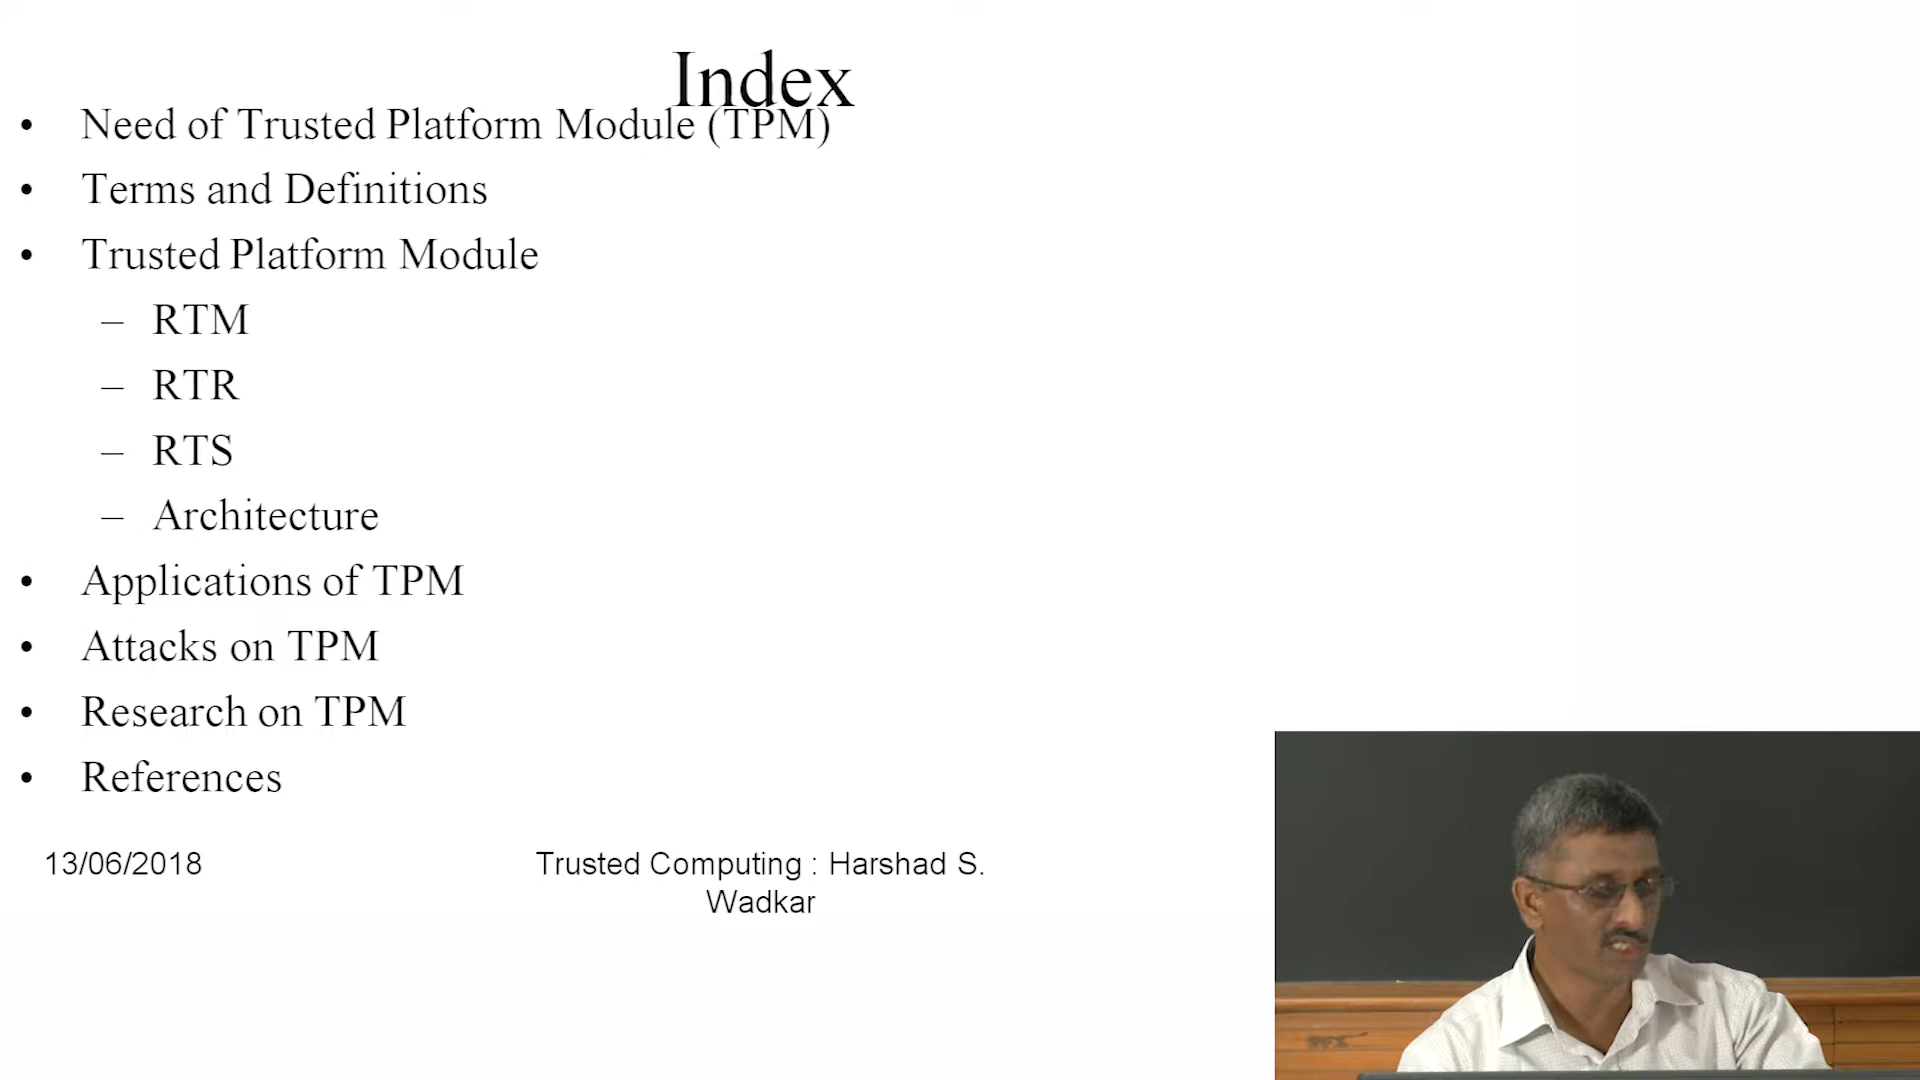 Index
• Need of Trusted Platform Module (TPM)
• Terms and Definitions
• Trusted Platform Module
– RTM
– RTR
– RTS
– Architecture
• Applications of TPM
• Attacks on TPM
• Research on TPM
• References
13/06/2018
Trusted Computing : Harshad S.
Wadkar